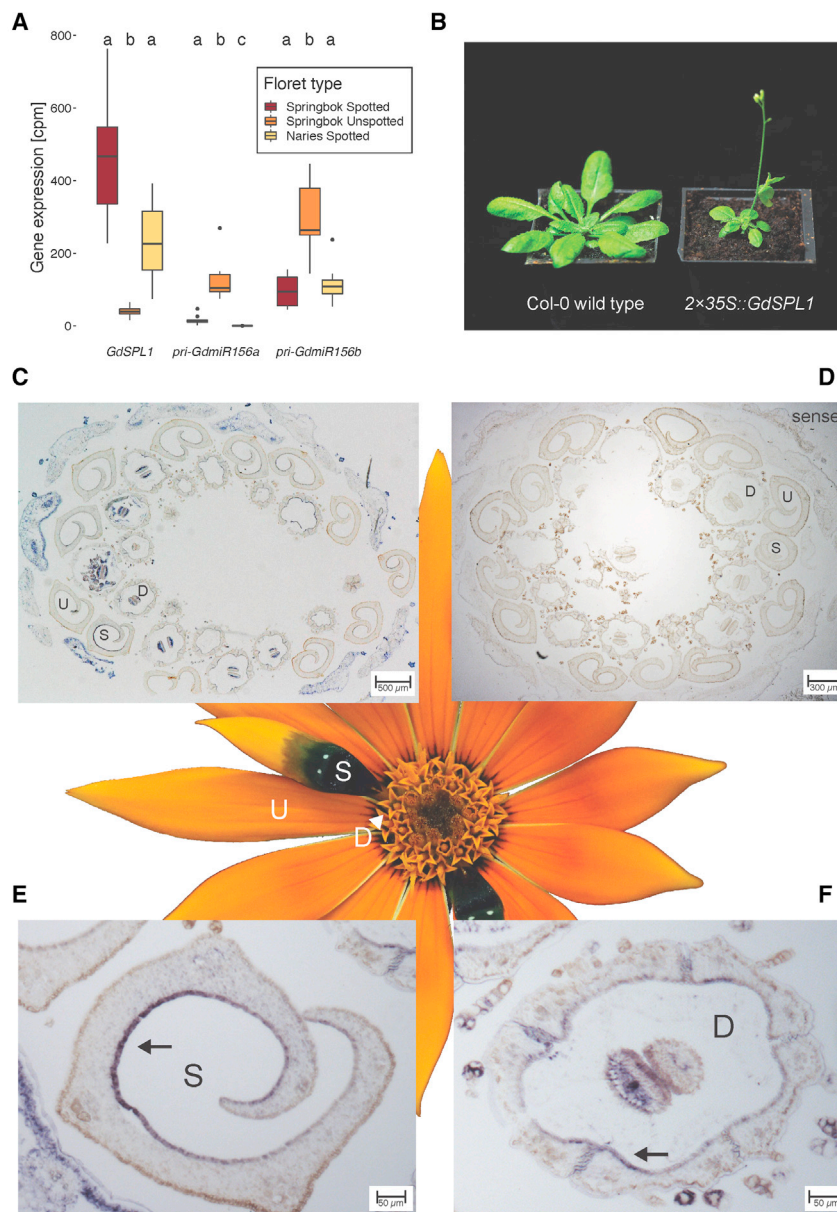 A
Gene expression [cpm]
800
600
400
200
0
a b a a b c a b a
Floret type
Springbok Spotted
Springbok Unspotted
Naries Spotted
GdSPL1 pri-GdmiR156a pri-GdmiR156b
B
Col-0 wild type 2×35S::GdSPL1
C
U
D
S
500 µm
D
sense
D
U
S
300 µm
S
U
D
E
S
50 µm
F
D
50 µm